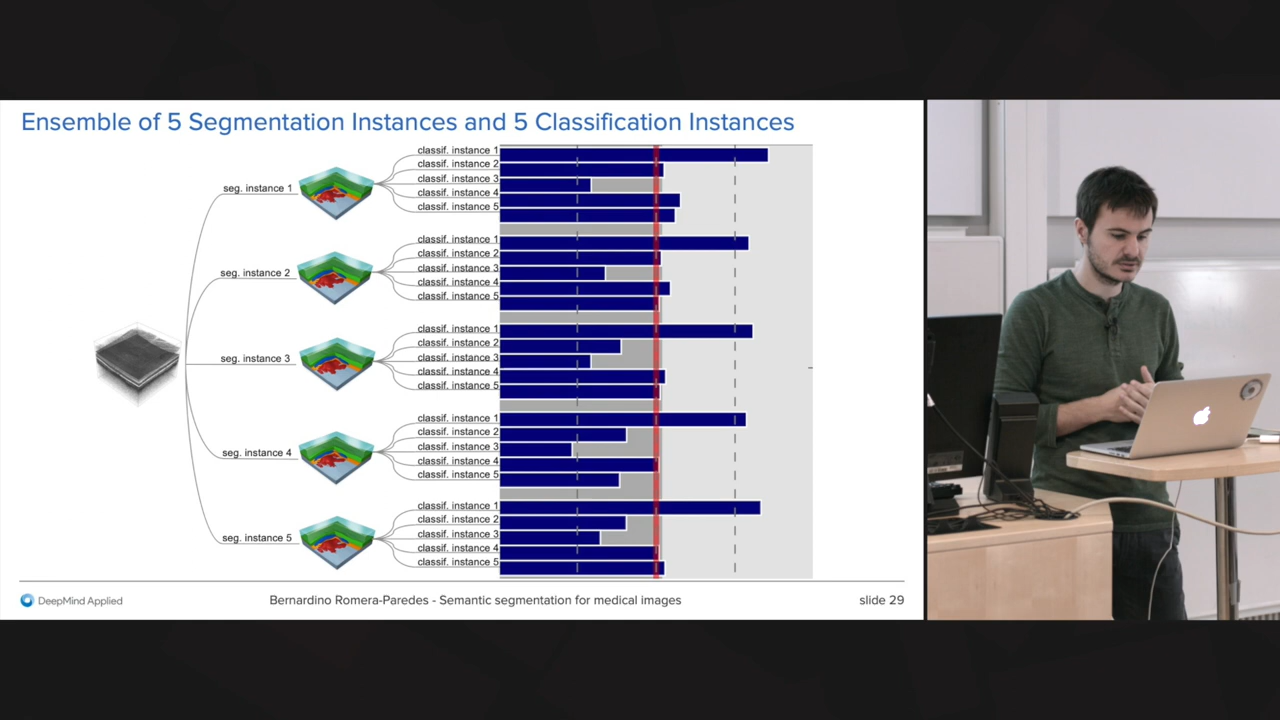 Ensemble of 5 Segmentation Instances and 5 Classification Instances
seg. instance 1
classif. instance 1
classif. instance 2
classif. instance 3
classif. instance 4
classif. instance 5
seg. instance 2
classif. instance 1
classif. instance 2
classif. instance 3
classif. instance 4
classif. instance 5
seg. instance 3
classif. instance 1
classif. instance 2
classif. instance 3
classif. instance 4
classif. instance 5
seg. instance 4
classif. instance 1
classif. instance 2
classif. instance 3
classif. instance 4
classif. instance 5
seg. instance 5
classif. instance 1
classif. instance 2
classif. instance 3
classif. instance 4
classif. instance 5
DeepMind Applied
Bernardino Romera-Paredes - Semantic segmentation for medical images
slide 29